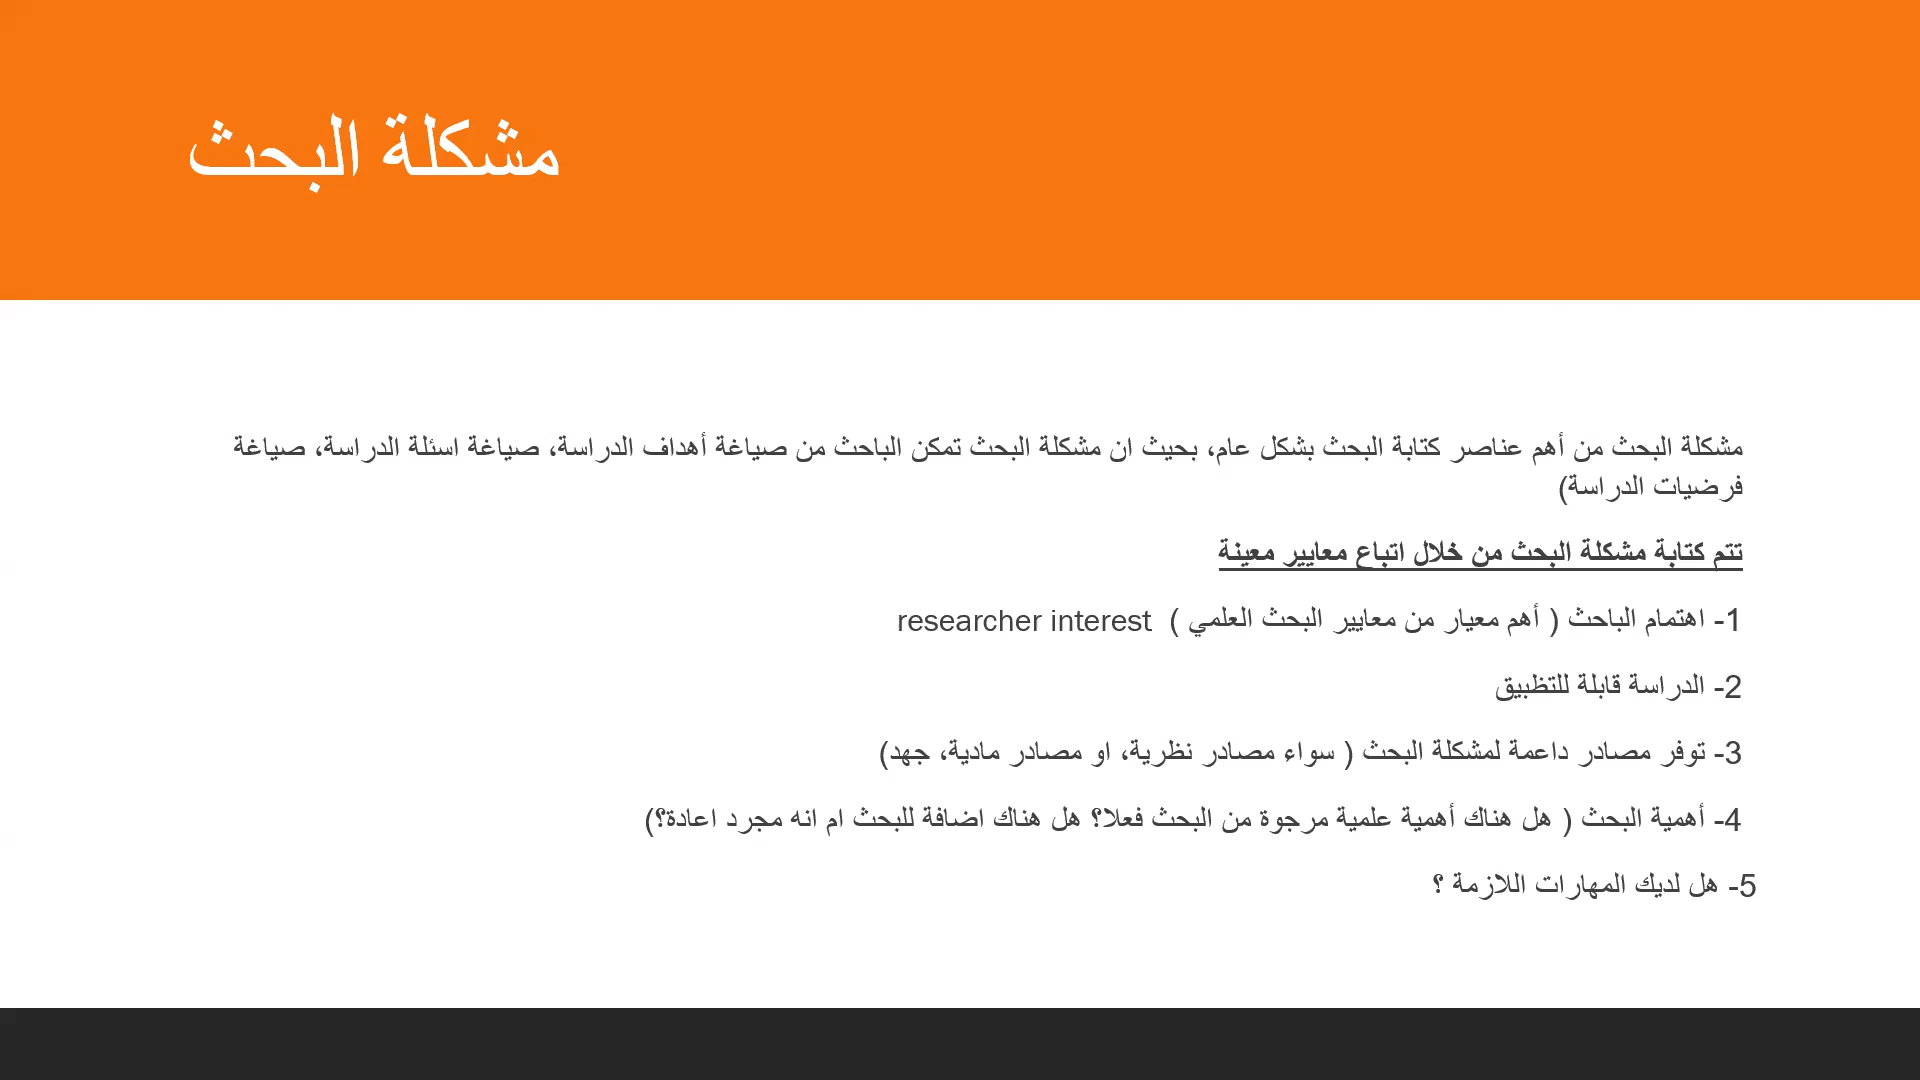 مشكلة البحث
مشكلة البحث من أهم عناصر كتابة البحث بشكل عام، بحيث ان مشكلة البحث تمكن الباحث من صياغة أهداف الدراسة، صياغة اسئلة الدراسة، صياغة
فرضيات الدراسة)
تتم كتابة مشكلة البحث من خلال اتباع معايير معينة
1- اهتمام الباحث ( أهم معيار من معايير البحث العلمي ) researcher interest
2- الدراسة قابلة للتظبيق
3- توفر مصادر داعمة لمشكلة البحث ( سواء مصادر نظرية، او مصادر مادية، جهد)
4- أهمية البحث ( هل هناك أهمية علمية مرجوة من البحث فعلا؟ هل هناك اضافة للبحث ام انه مجرد اعادة؟)
5- هل لديك المهارات اللازمة ؟